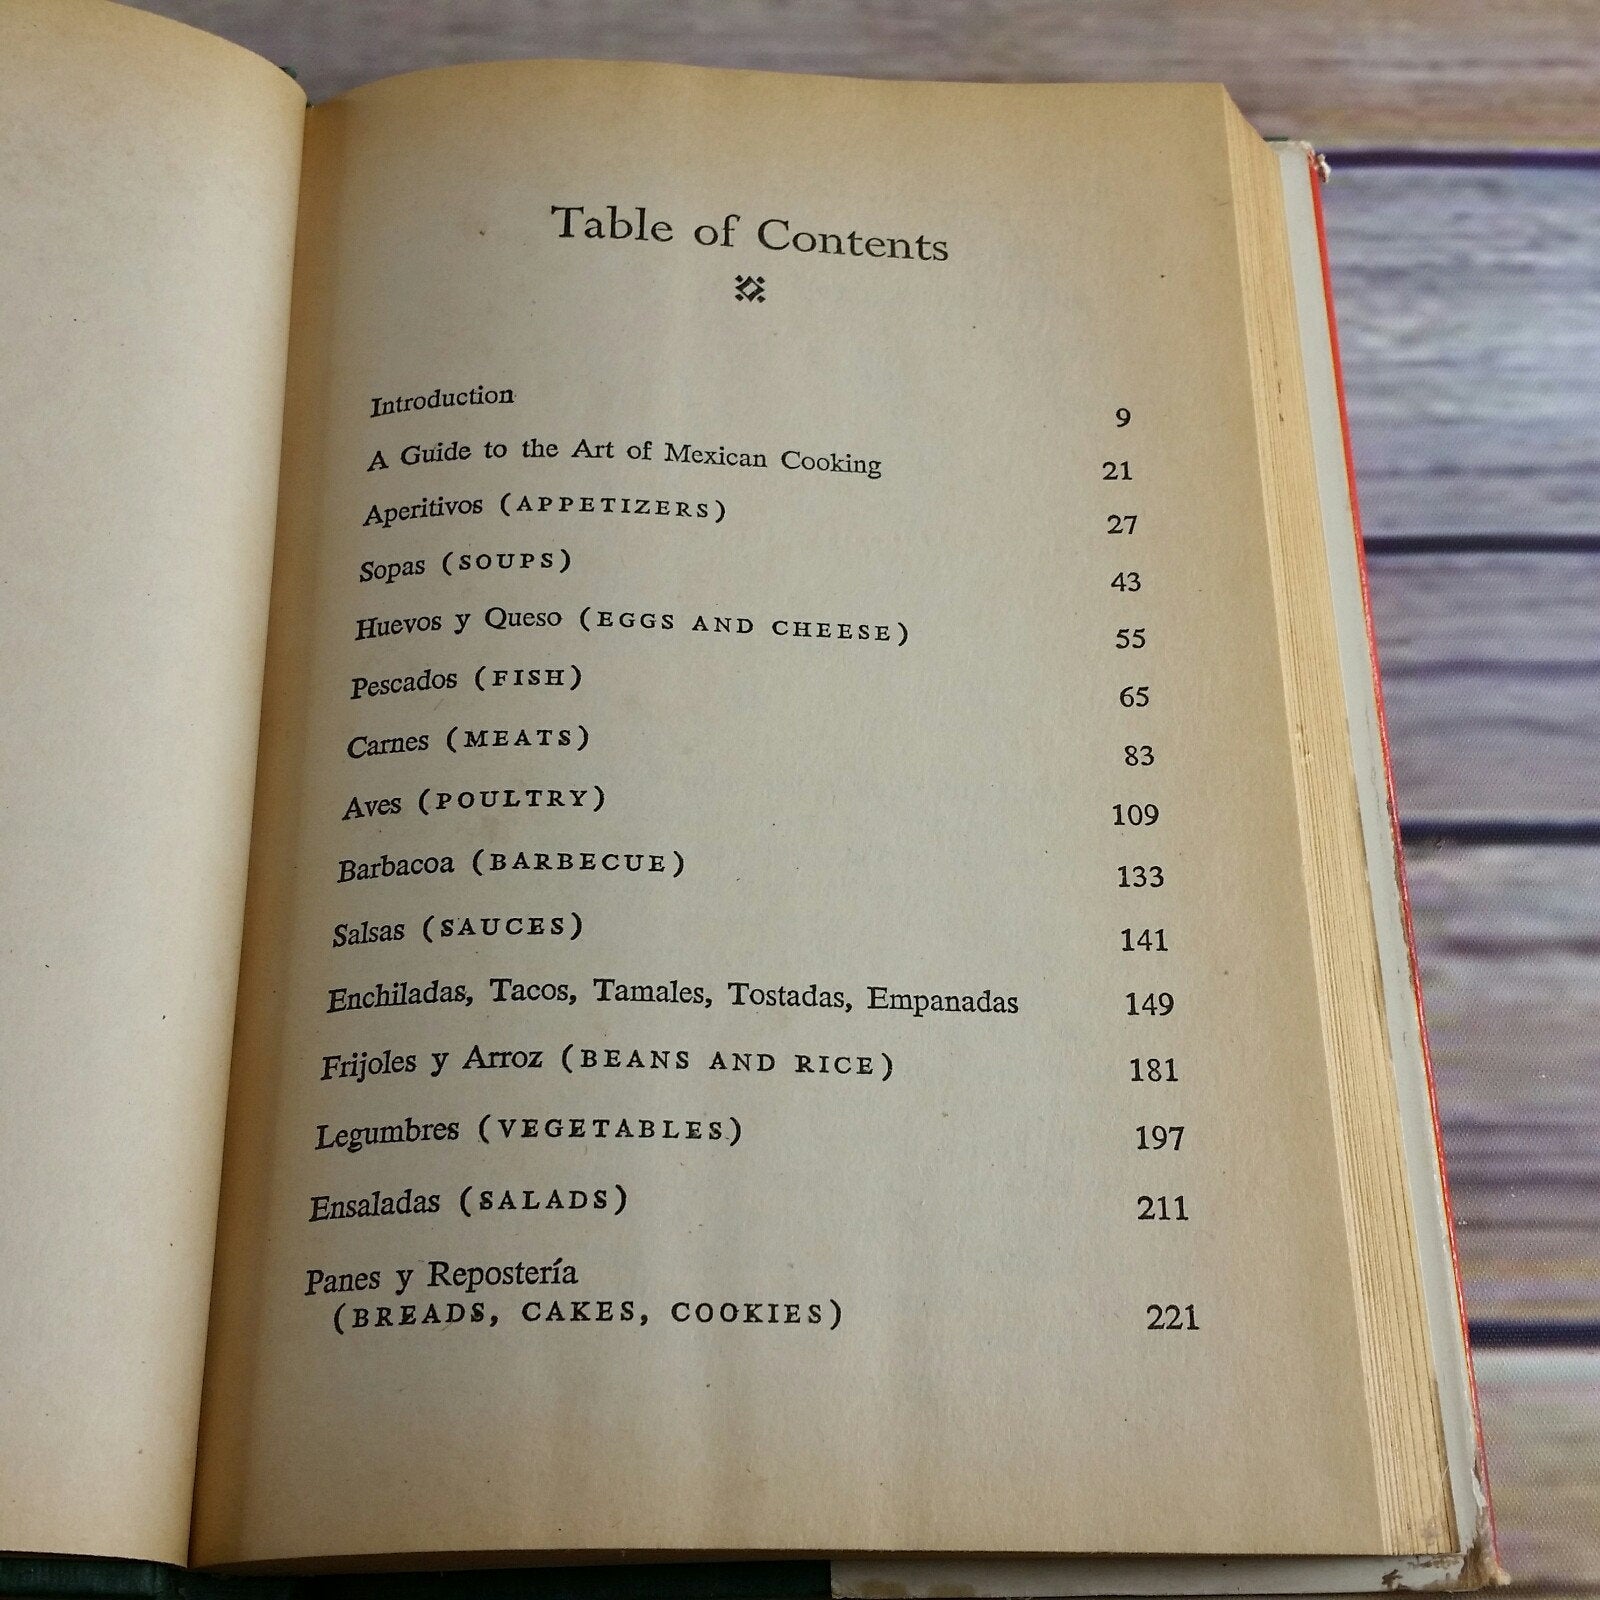 Table of Contents
Introduction 9
A Guide to the Art of Mexican Cooking 21
Aperitivos (APPETIZERS) 27
Sopas (SOUPS) 43
Huevos y Queso (EGGS AND CHEESE) 55
Pescados (FISH) 65
Carnes (MEATS) 83
Aves (POULTRY) 109
Barbacoa (BARBECUE) 133
Salsas (SAUCES) 141
Enchiladas, Tacos, Tamales, Tostadas, Empanadas 149
Frijoles y Arroz (BEANS AND RICE) 181
Legumbres (VEGETABLES) 197
Ensaladas (SALADS) 211
Panes y Repostería
(BREADS, CAKES, COOKIES) 221